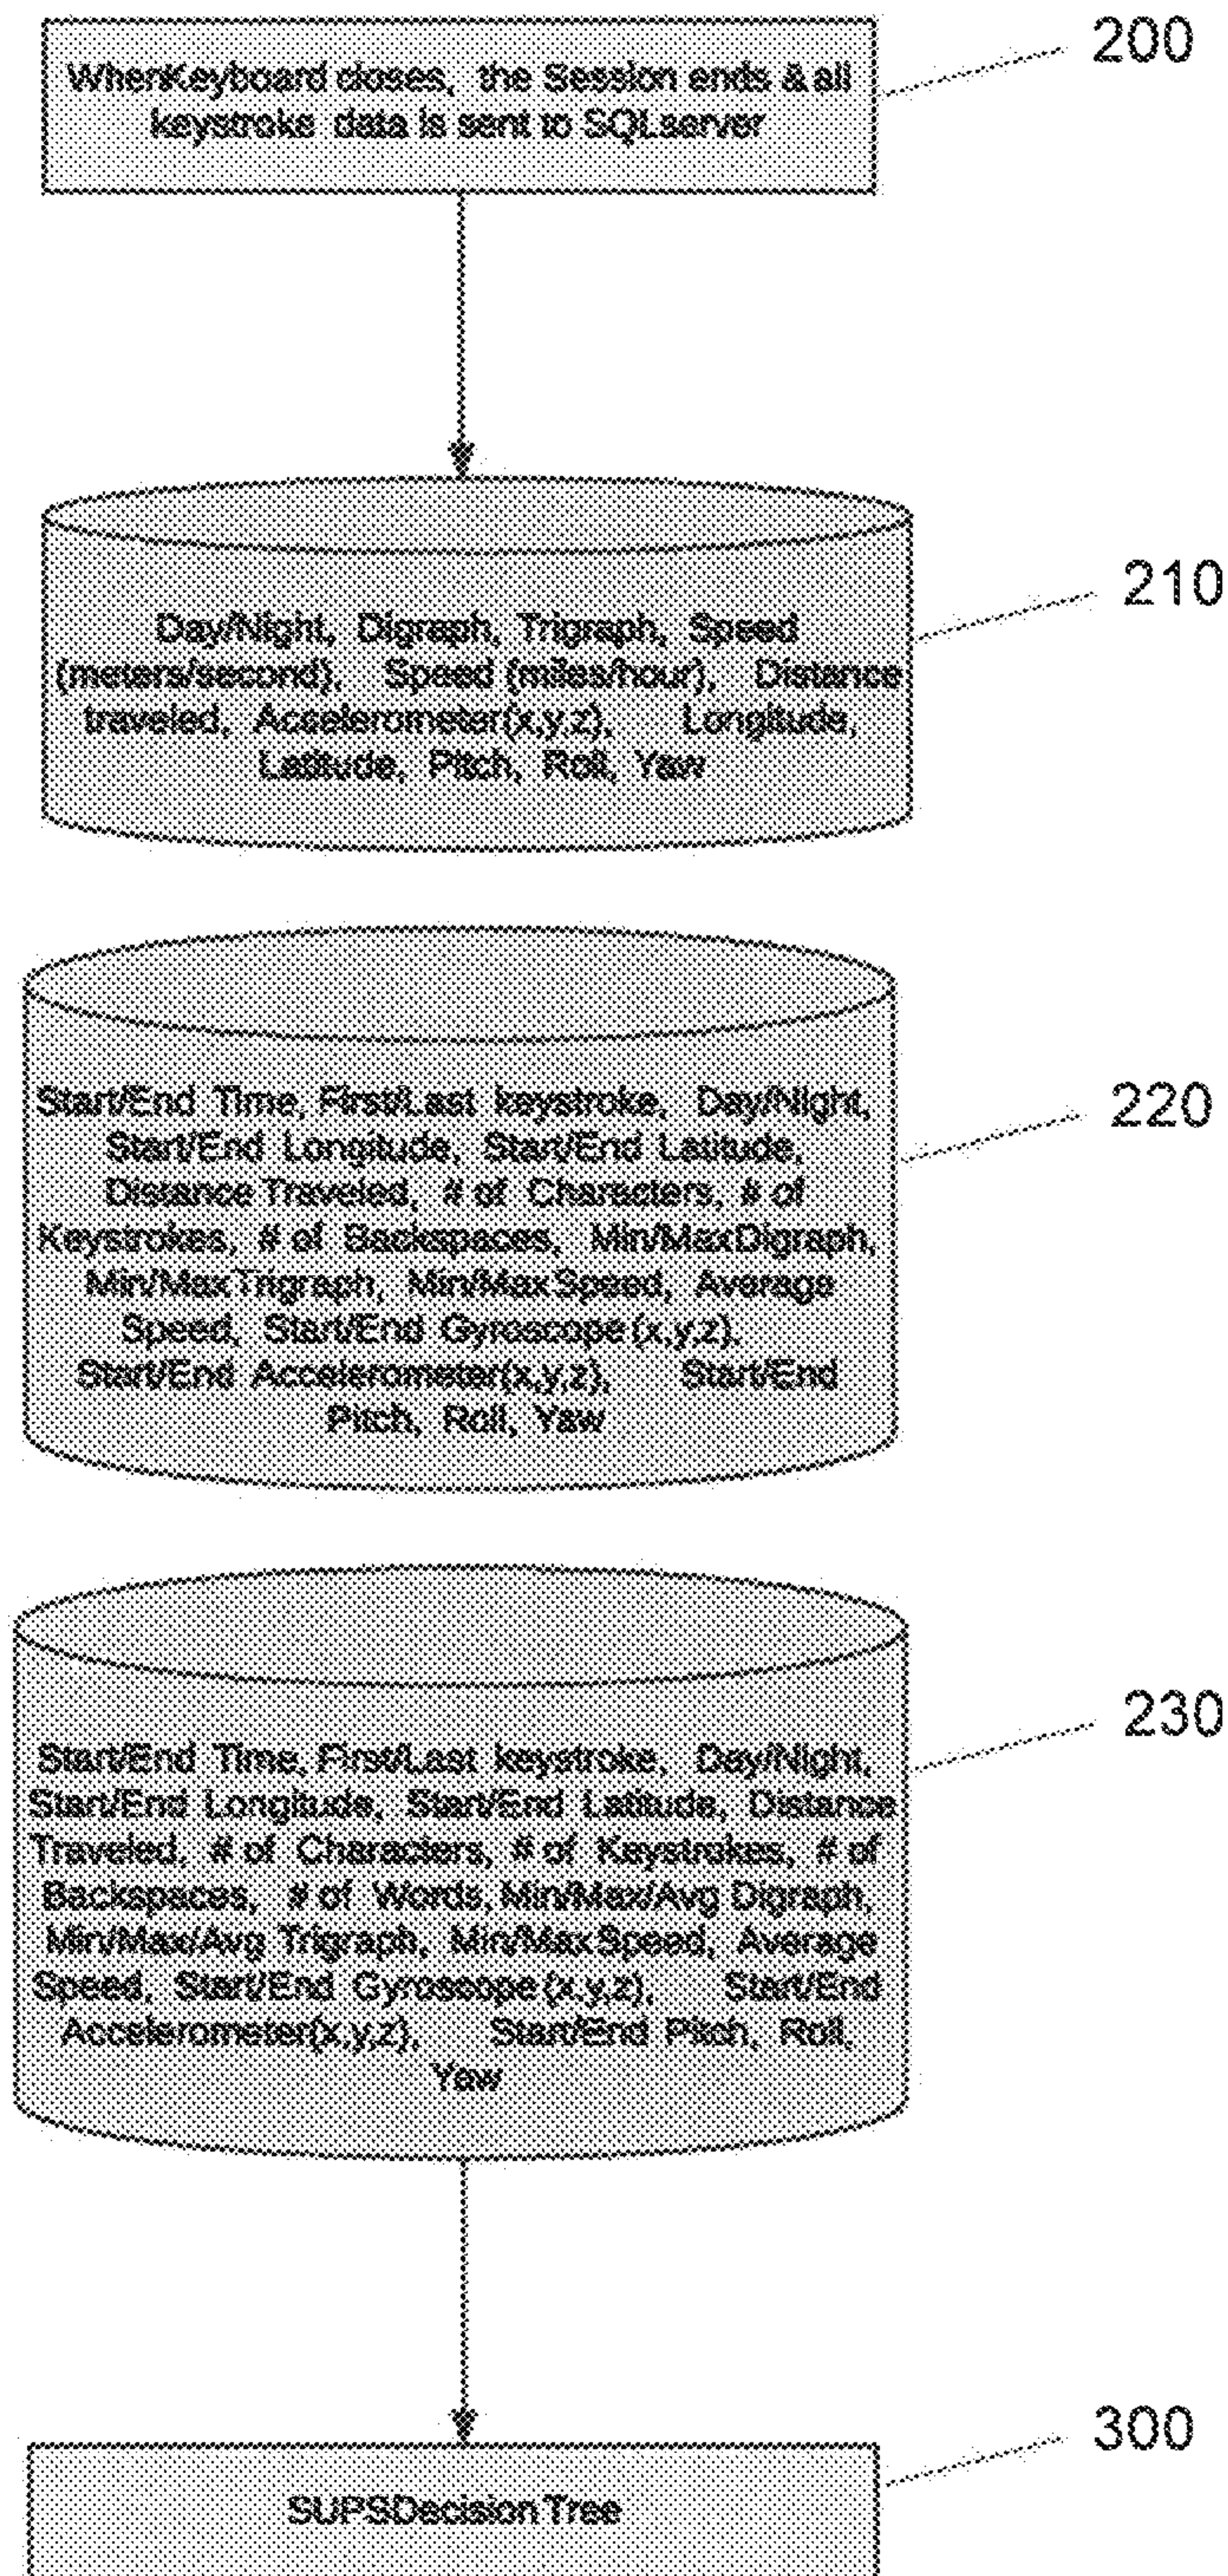 200
WhenKeyboard closes, the Session ends & all
keystroke data is sent to SQLserver
210
Day/Night, Digraph, Trigraph, Speed
(meters/second), Speed (miles/hour), Distance
traveled, Accelerometer(x,y,z), Longitude,
Latitude, Pitch, Roll, Yaw
220
Start/End Time, First/Last keystroke, Day/Night,
Start/End Longitude, Start/End Latitude,
Distance Traveled, # of Characters, # of
Keystrokes, # of Backspaces, Min/MaxDigraph,
Min/MaxTrigraph, Min/MaxSpeed, Average
Speed, Start/End Gyroscope(x,y,z),
Start/End Accelerometer(x,y,z), Start/End
Pitch, Roll, Yaw
230
Start/End Time, First/Last keystroke, Day/Night,
Start/End Longitude, Start/End Latitude, Distance
Traveled, # of Characters, # of Keystrokes, # of
Backspaces, # of Words, Min/Max/Avg Digraph,
Min/Max/Avg Trigraph, Min/MaxSpeed, Average
Speed, Start/End Gyroscope(x,y,z), Start/End
Accelerometer(x,y,z), Start/End Pitch, Roll,
Yaw
300
SUPSDecisionTree